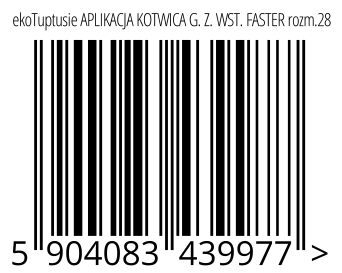 ekoTuptusie APLIKACJA KOTWICA G. Z. WST. FASTER rozm.28
5 904083 439977 >